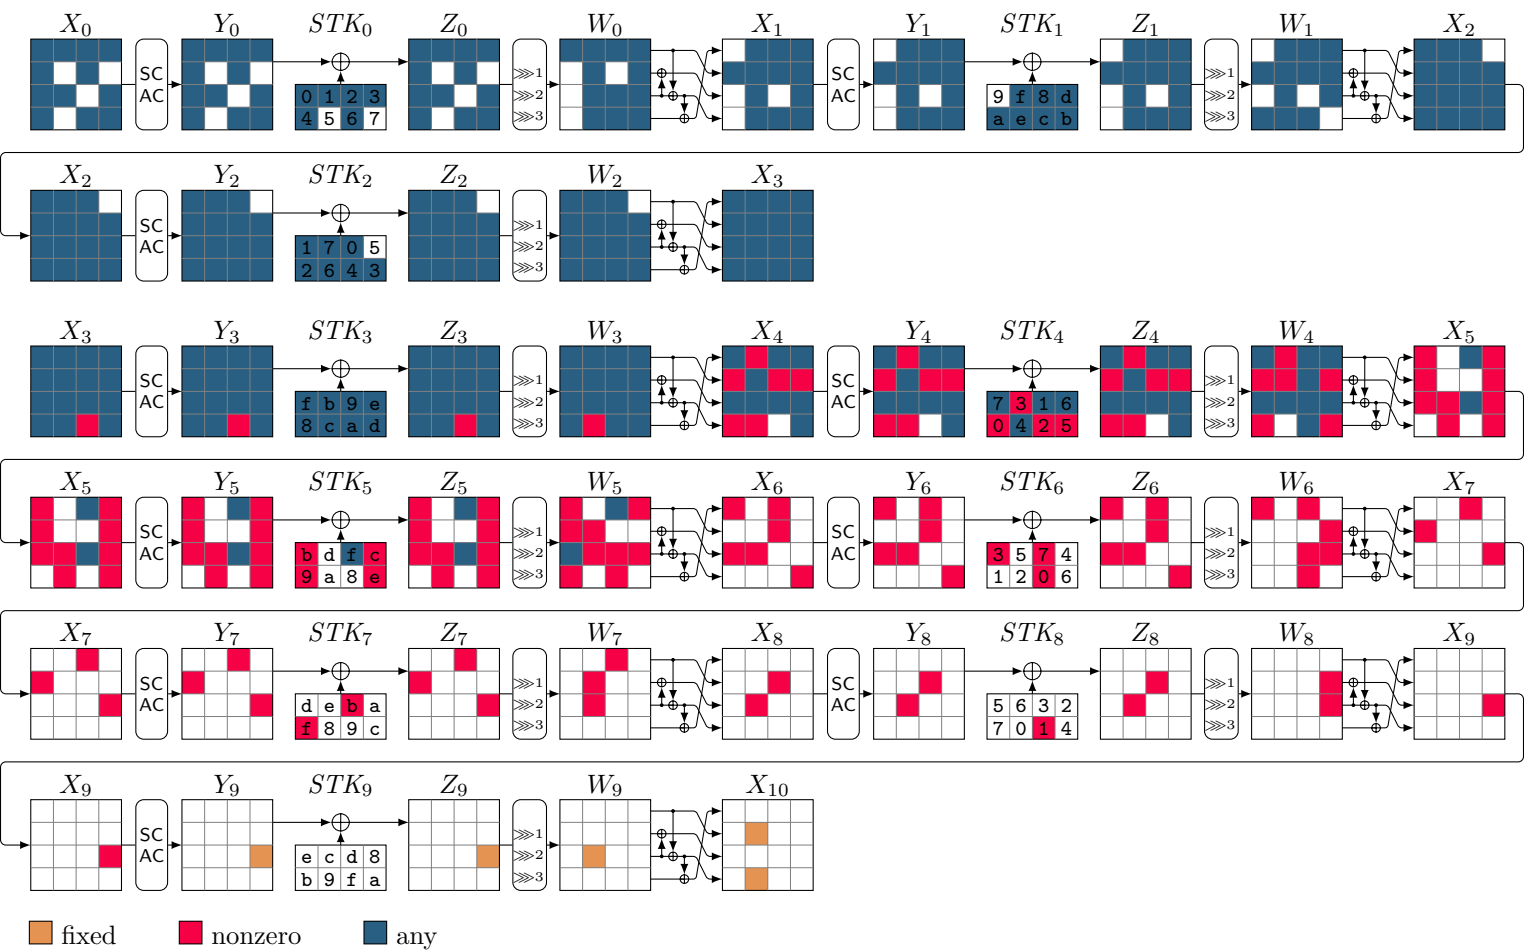 X₀ Y₀ STK₀ Z₀ W₀ X₁ Y₁ STK₁ Z₁ W₁ X₂
SC AC ⋙1 ⋙2 ⋙3 SC AC ⋙1 ⋙2 ⋙3
0 1 2 3 9 f 8 d
4 5 6 7 a e c b
X₂ Y₂ STK₂ Z₂ W₂ X₃
SC AC ⋙1 ⋙2 ⋙3
1 7 0 5
2 6 4 3
X₃ Y₃ STK₃ Z₃ W₃ X₄ Y₄ STK₄ Z₄ W₄ X₅
SC AC ⋙1 ⋙2 ⋙3 SC AC ⋙1 ⋙2 ⋙3
f b 9 e 7 3 1 6
8 c a d 0 4 2 5
X₅ Y₅ STK₅ Z₅ W₅ X₆ Y₆ STK₆ Z₆ W₆ X₇
SC AC ⋙1 ⋙2 ⋙3 SC AC ⋙1 ⋙2 ⋙3
b d f c 3 5 7 4
9 a 8 e 1 2 0 6
X₇ Y₇ STK₇ Z₇ W₇ X₈ Y₈ STK₈ Z₈ W₈ X₉
SC AC ⋙1 ⋙2 ⋙3 SC AC ⋙1 ⋙2 ⋙3
d e b a 5 6 3 2
f 8 9 c 7 0 1 4
X₉ Y₉ STK₉ Z₉ W₉ X₁₀
SC AC ⋙1 ⋙2 ⋙3
e c d 8
b 9 f a
fixed nonzero any